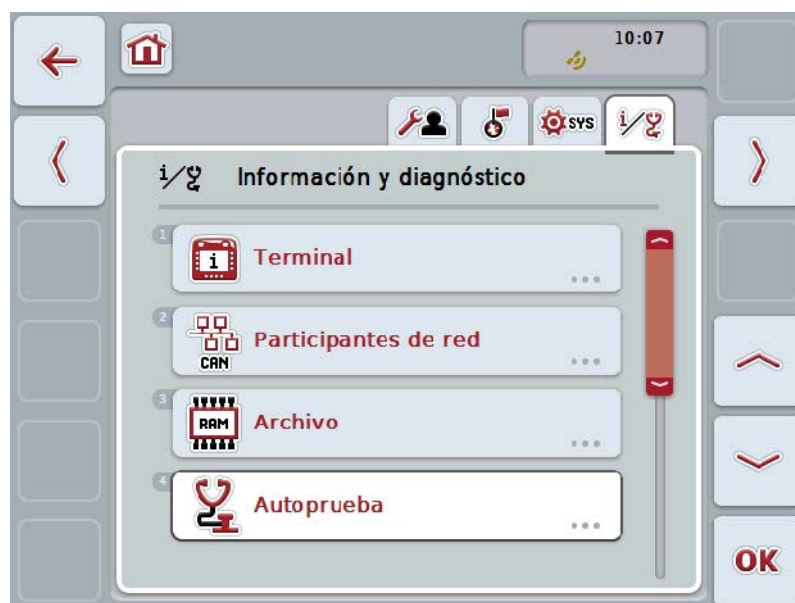 10:07
SYS
i
i
Información y diagnóstico
1
i
Terminal
2
CAN
Participantes de red
3
RAM
Archivo
4
Autoprueba
OK